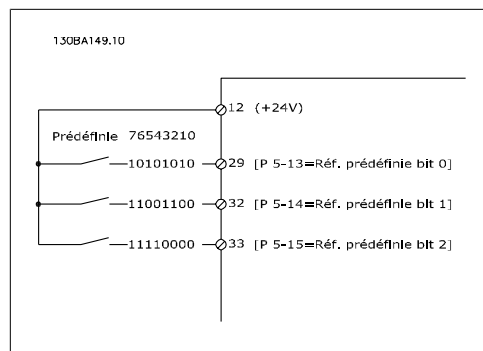 130BA149.10
12 (+24V)
Prédéfinie 76543210
10101010 29 [P 5-13=Réf. prédéfinie bit 0]
11001100 32 [P 5-14=Réf. prédéfinie bit 1]
11110000 33 [P 5-15=Réf. prédéfinie bit 2]